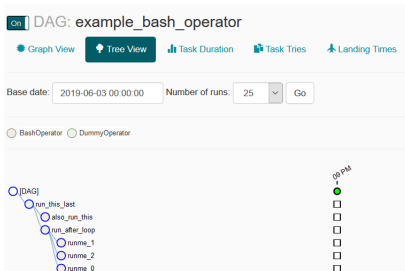 On DAG: example_bash_operator
Graph View Tree View Task Duration Task Tries Landing Times
Base date: 2019-06-03 00:00:00 Number of runs: 25 Go
BashOperator DummyOperator
09 PM
[DAG]
run_this_last
also_run_this
run_after_loop
runme_1
runme_2
runme_0